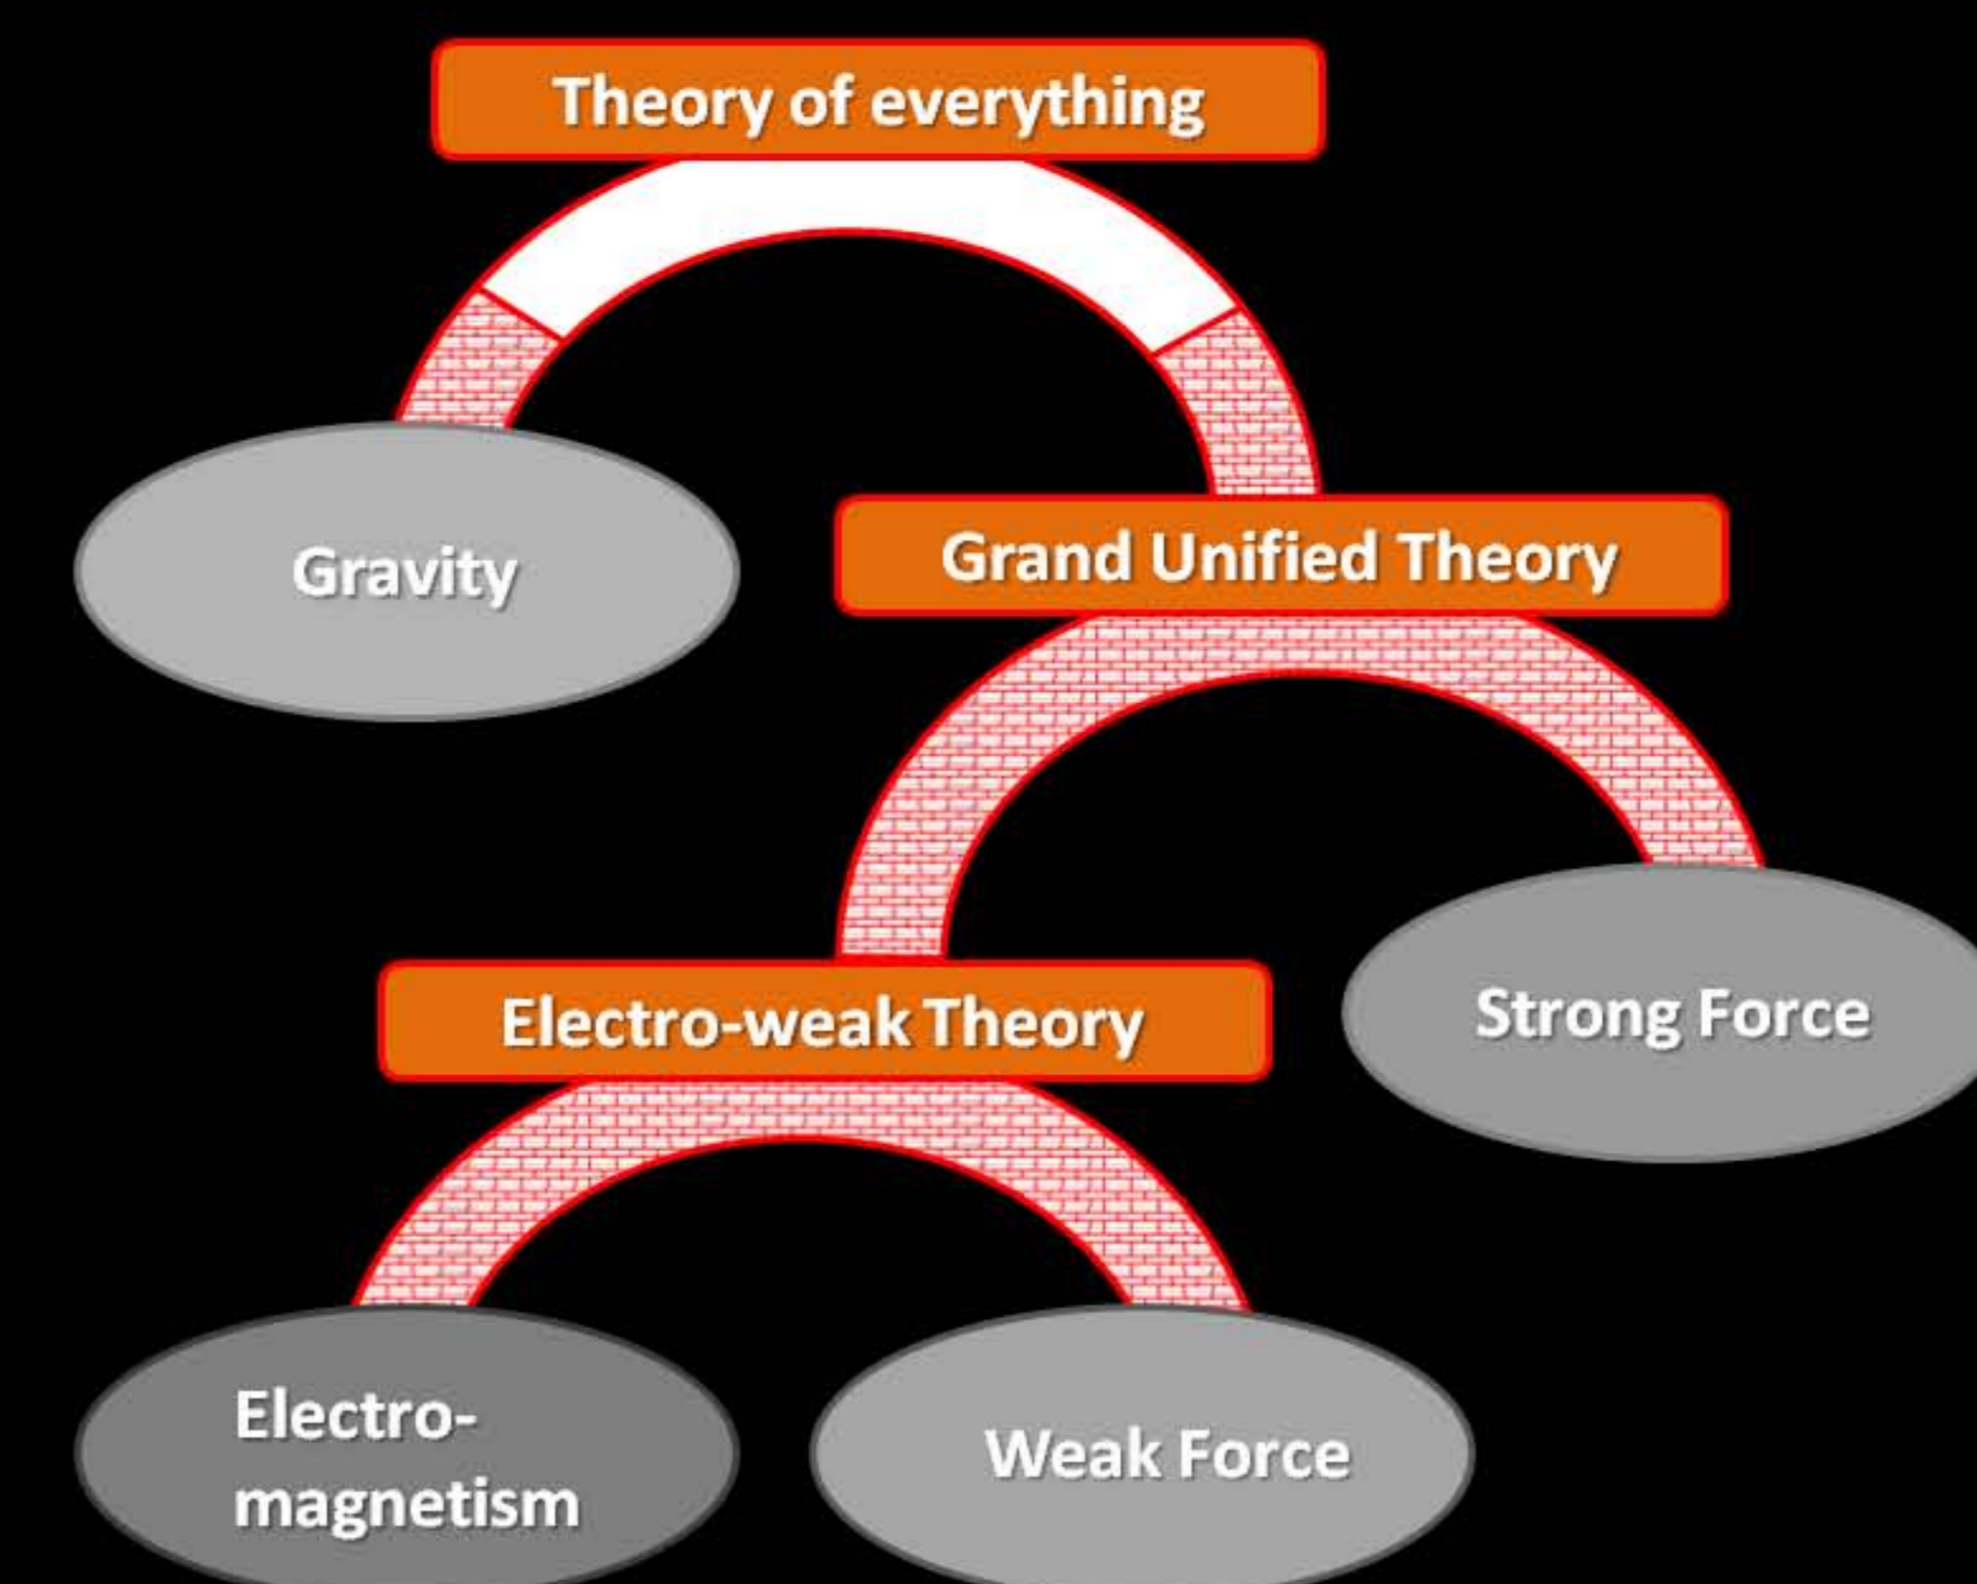 Theory of everything
Gravity
Grand Unified Theory
Electro-weak Theory
Strong Force
Electro-
magnetism
Weak Force